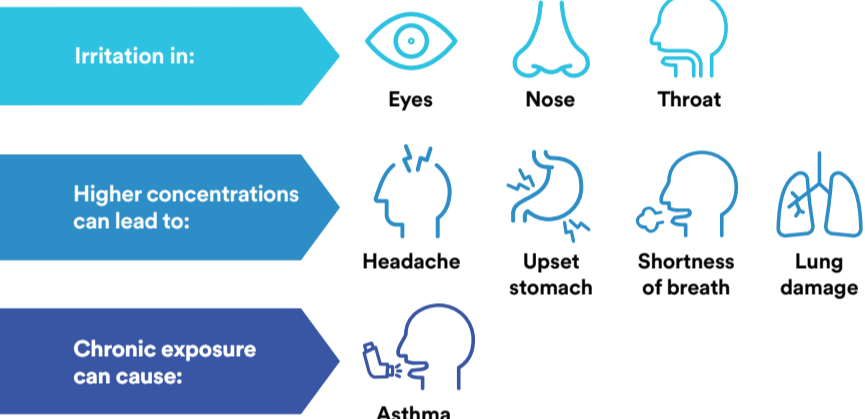 Irritation in:
Eyes
Nose
Throat
Higher concentrations
can lead to:
Headache
Upset
stomach
Shortness
of breath
Lung
damage
Chronic exposure
can cause:
Asthma